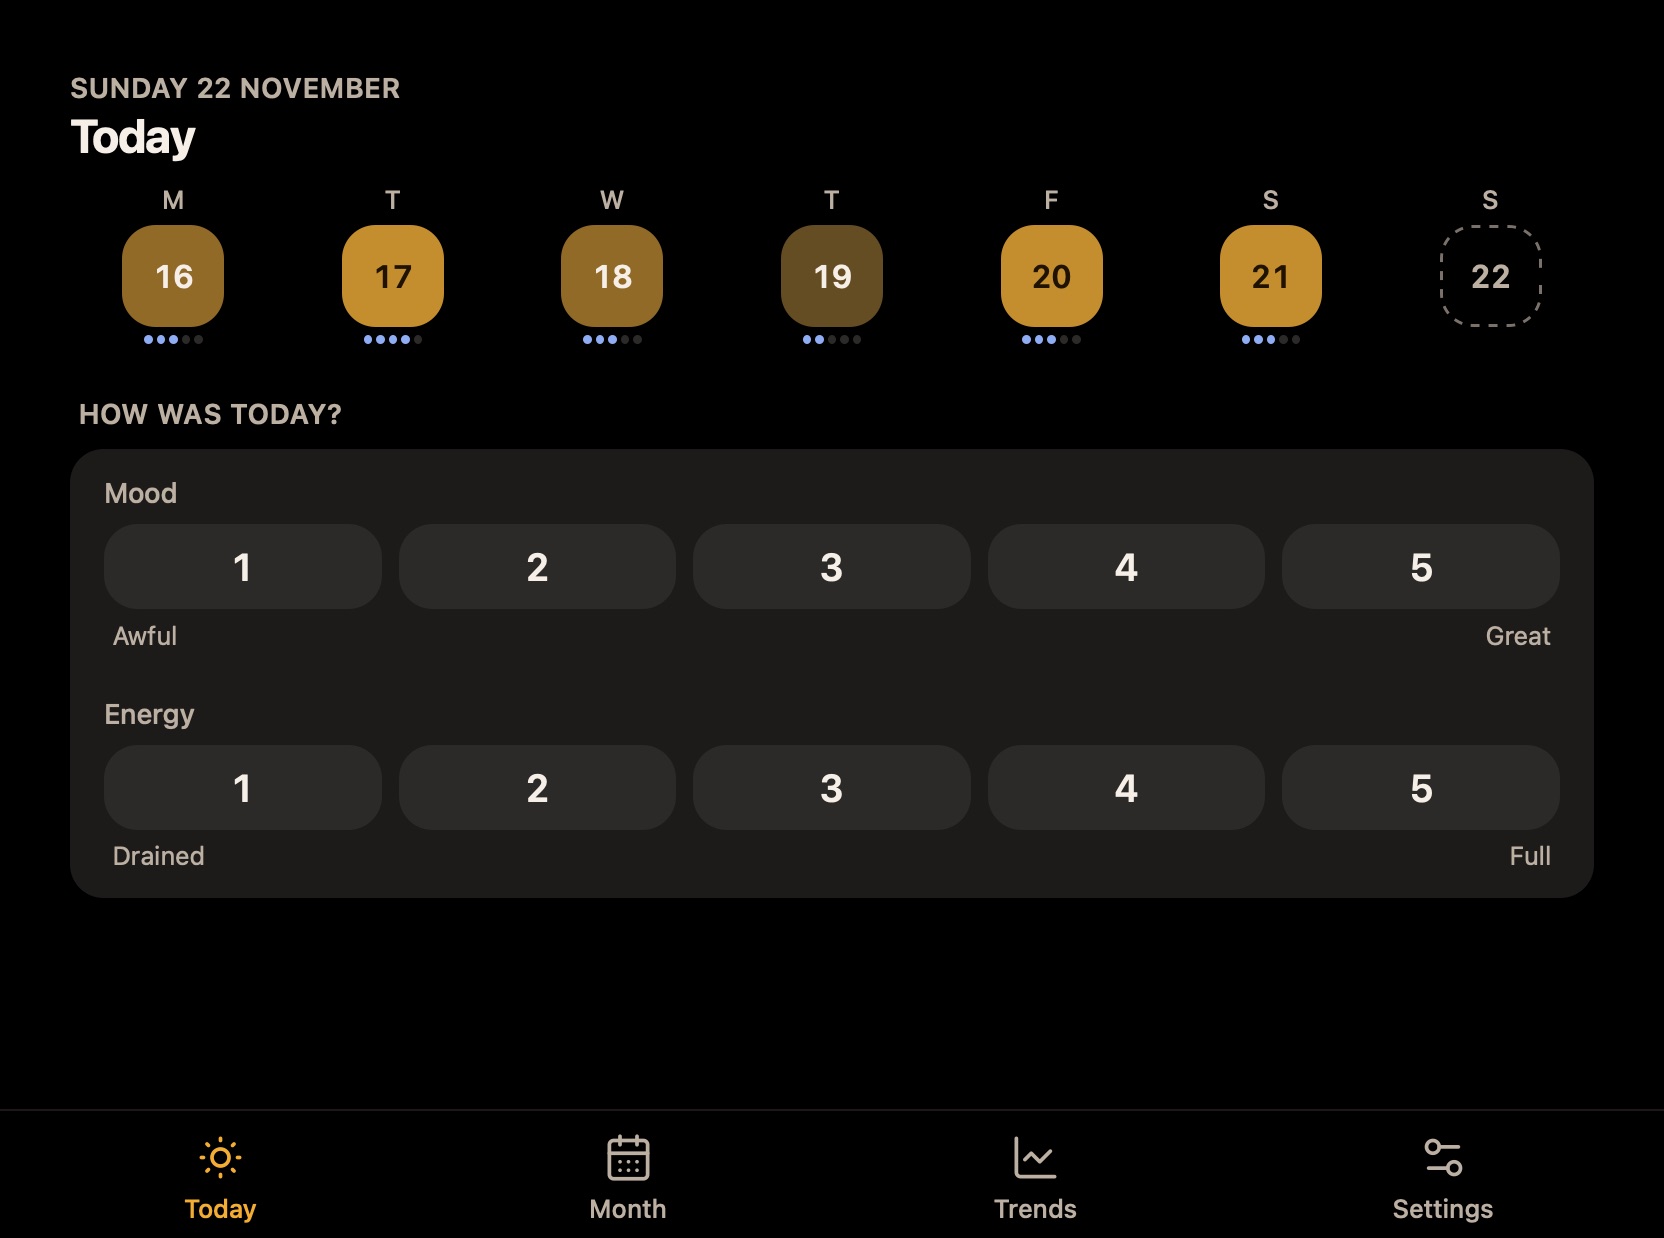 SUNDAY 22 NOVEMBER
Today
M T W T F S S
16 17 18 19 20 21 22
HOW WAS TODAY?
Mood
1 2 3 4 5
Awful Great
Energy
1 2 3 4 5
Drained Full
Today Month Trends Settings